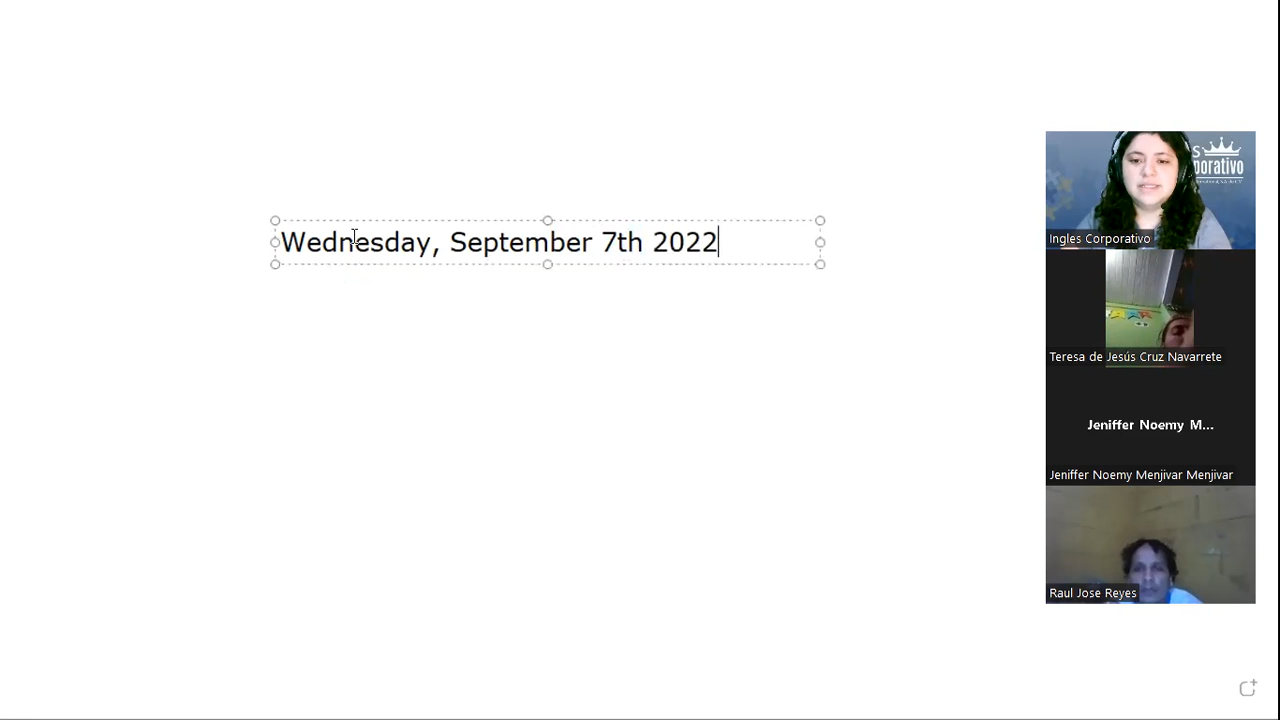 Wednesday, September 7th 2022
S
porativo
Ingles Corporativo
Teresa de Jesús Cruz Navarrete
Jeniffer Noemy M...
Jeniffer Noemy Menjivar Menjivar
Raul Jose Reyes